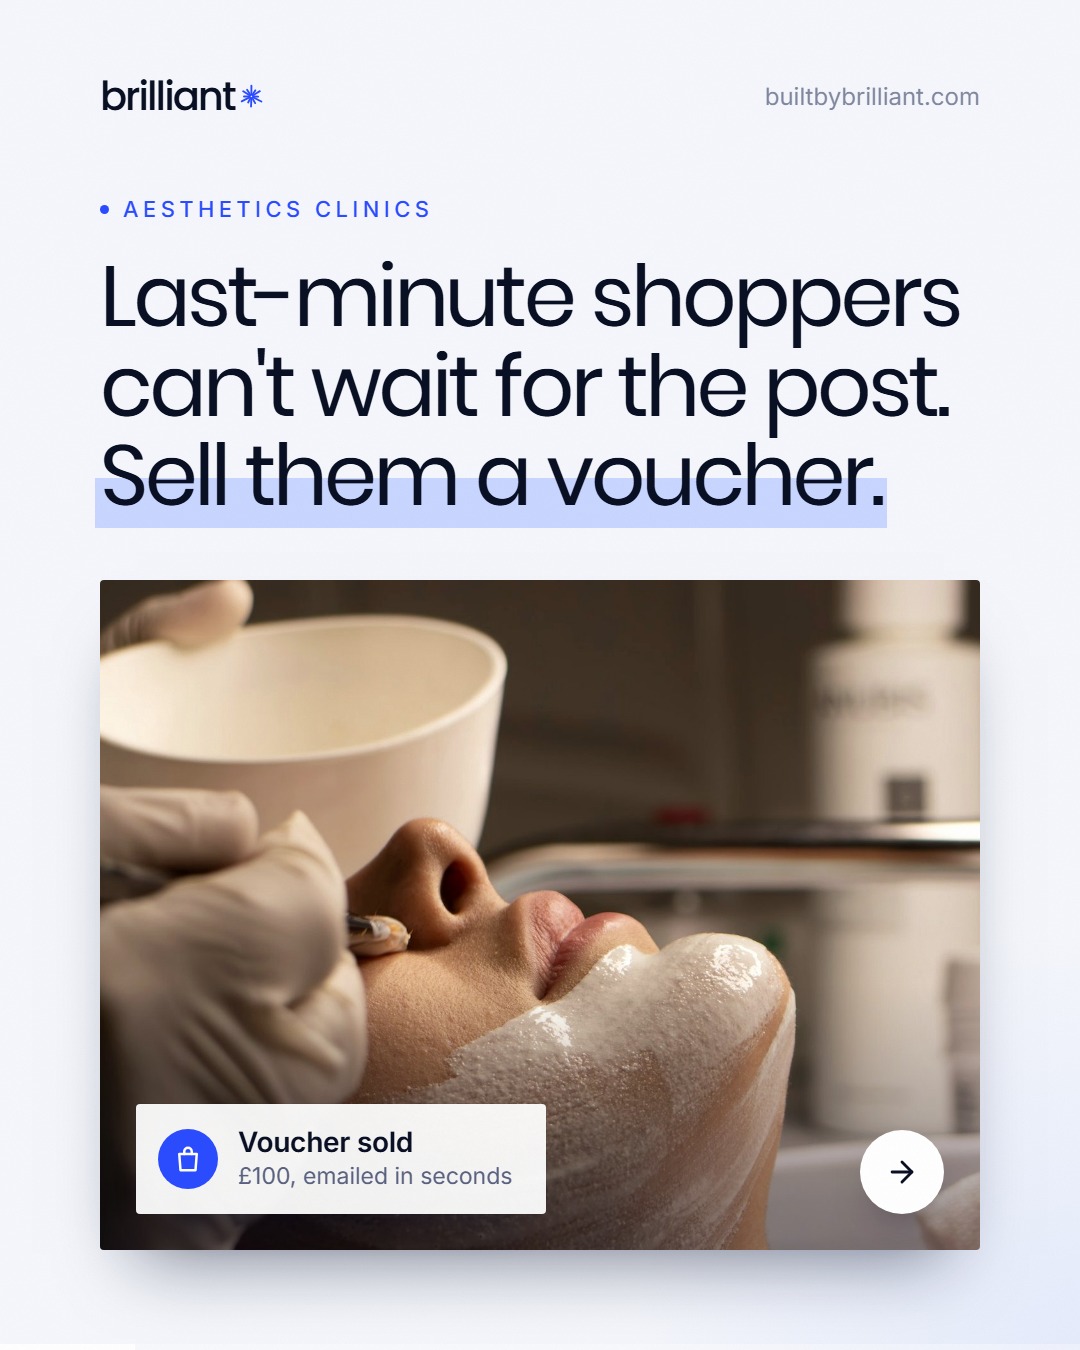 brilliant
builtbybrilliant.com
AESTHETICS CLINICS
Last-minute shoppers
can't wait for the post.
Sell them a voucher.
Voucher sold
£100, emailed in seconds